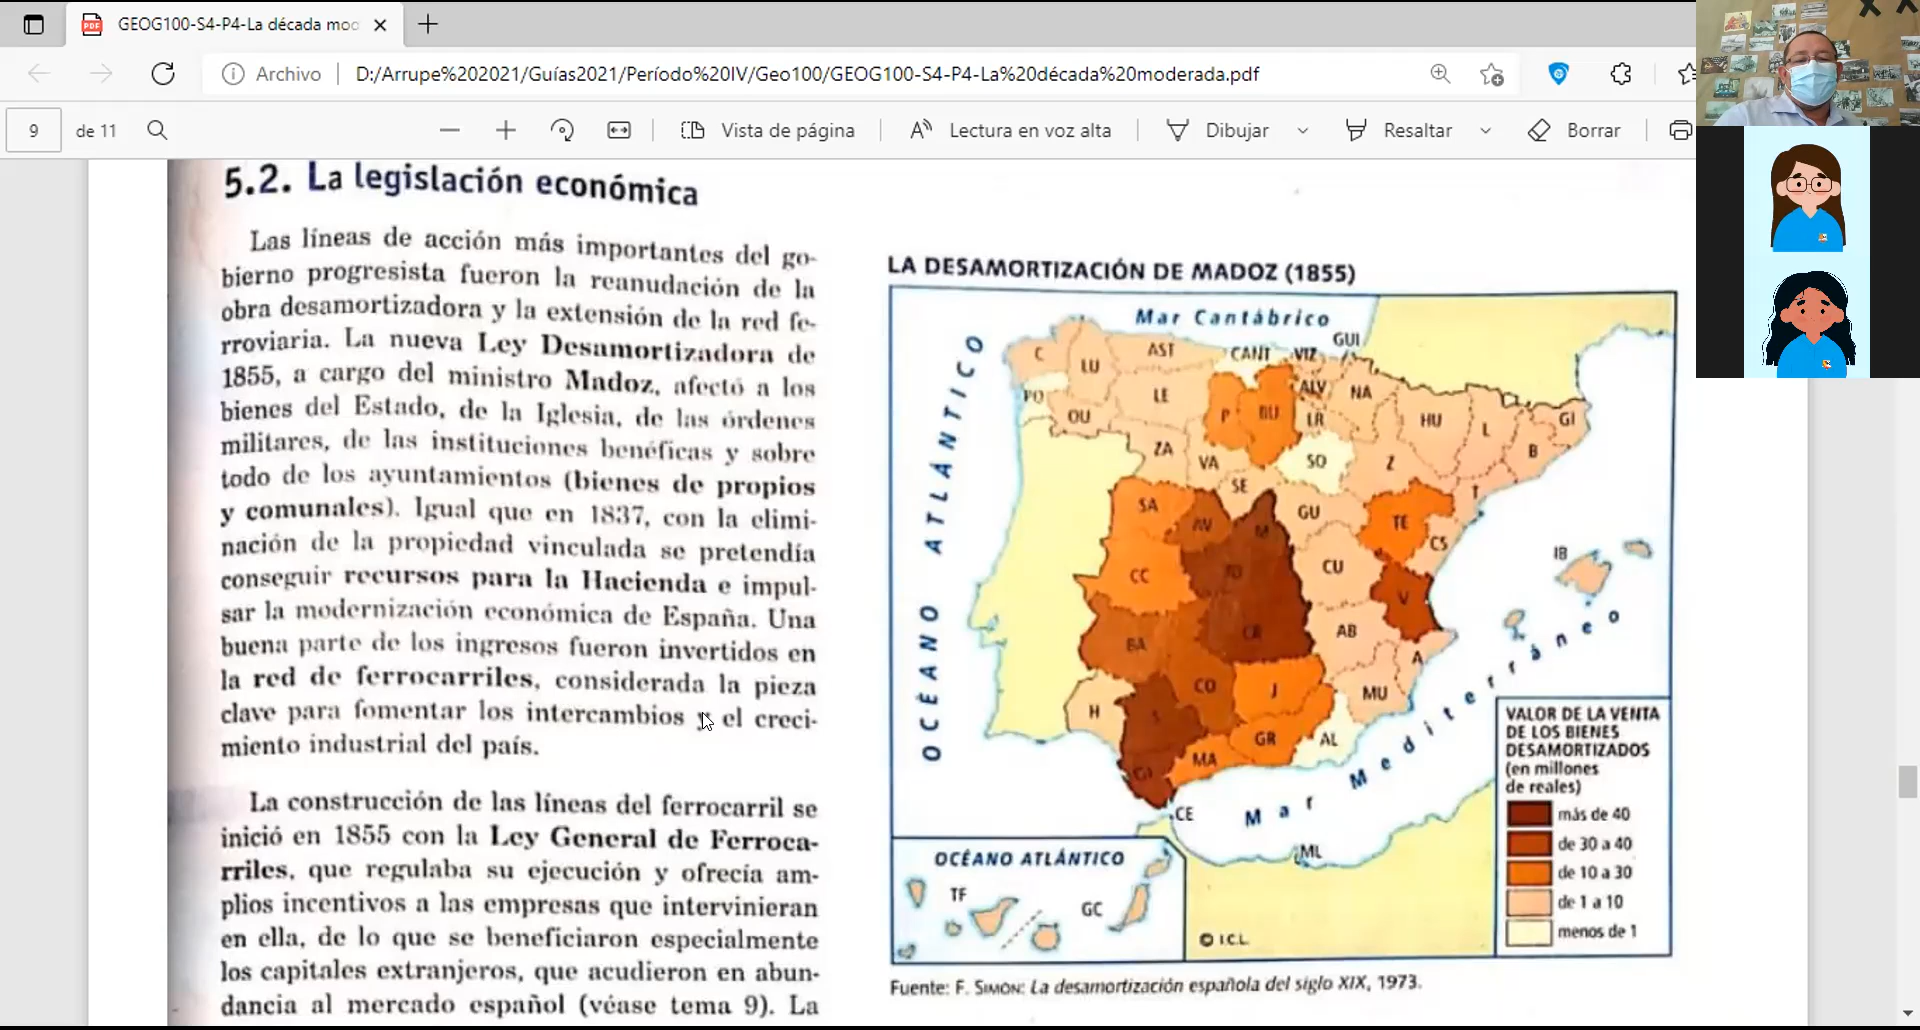 GEOG100-S4-P4-La década mod
Archivo
D:/Arrupe%202021/Guías2021/Período%20IV/Geo100/GEOG100-S4-P4-La%20década%20moderada.pdf
9 de 11
Vista de página
Lectura en voz alta
Dibujar
Resaltar
Borrar
5.2. La legislación económica
Las líneas de acción más importantes del go-
bierno progresista fueron la reanudación de la
obra desamortizadora y la extensión de la red fe-
rroviaria. La nueva Ley Desamortizadora de
1855, a cargo del ministro Madoz, afectó a los
bienes del Estado, de la Iglesia, de las órdenes
militares, de las instituciones benéficas y sobre
todo de los ayuntamientos (bienes de propios
y comunales). Igual que en 1837, con la elimi-
nación de la propiedad vinculada se pretendía
conseguir recursos para la Hacienda e impul-
sar la modernización económica de España. Una
buena parte de los ingresos fueron invertidos en
la red de ferrocarriles, considerada la pieza
clave para fomentar los intercambios y el creci-
miento industrial del país.
La construcción de las líneas del ferrocarril se
inició en 1855 con la Ley General de Ferroca-
rriles, que regulaba su ejecución y ofrecía am-
plios incentivos a las empresas que intervinieran
en ella, de lo que se beneficiaron especialmente
los capitales extranjeros, que acudieron en abun-
dancia al mercado español (véase tema 9). La
LA DESAMORTIZACIÓN DE MADOZ (1855)
Mar Cantábrico
OCÉANO ATLÁNTICO
C
LU
AST
CANT
VIZ
GUI
PO
OU
LE
P
BU
ALV
LR
NA
HU
L
GI
B
ZA
VA
SO
Z
T
SE
SA
AV
M
GU
TE
CS
IB
CC
TO
CU
V
BA
CR
AB
A
CO
J
MU
H
S
GR
AL
MA
CA
CE
ML
Mar Mediterráneo
OCÉANO ATLÁNTICO
TF
GC
© I.C.L.
VALOR DE LA VENTA
DE LOS BIENES
DESAMORTIZADOS
(en millones
de reales)
más de 40
de 30 a 40
de 10 a 30
de 1 a 10
menos de 1
Fuente: F. SIMON: La desamortización española del siglo XIX, 1973.